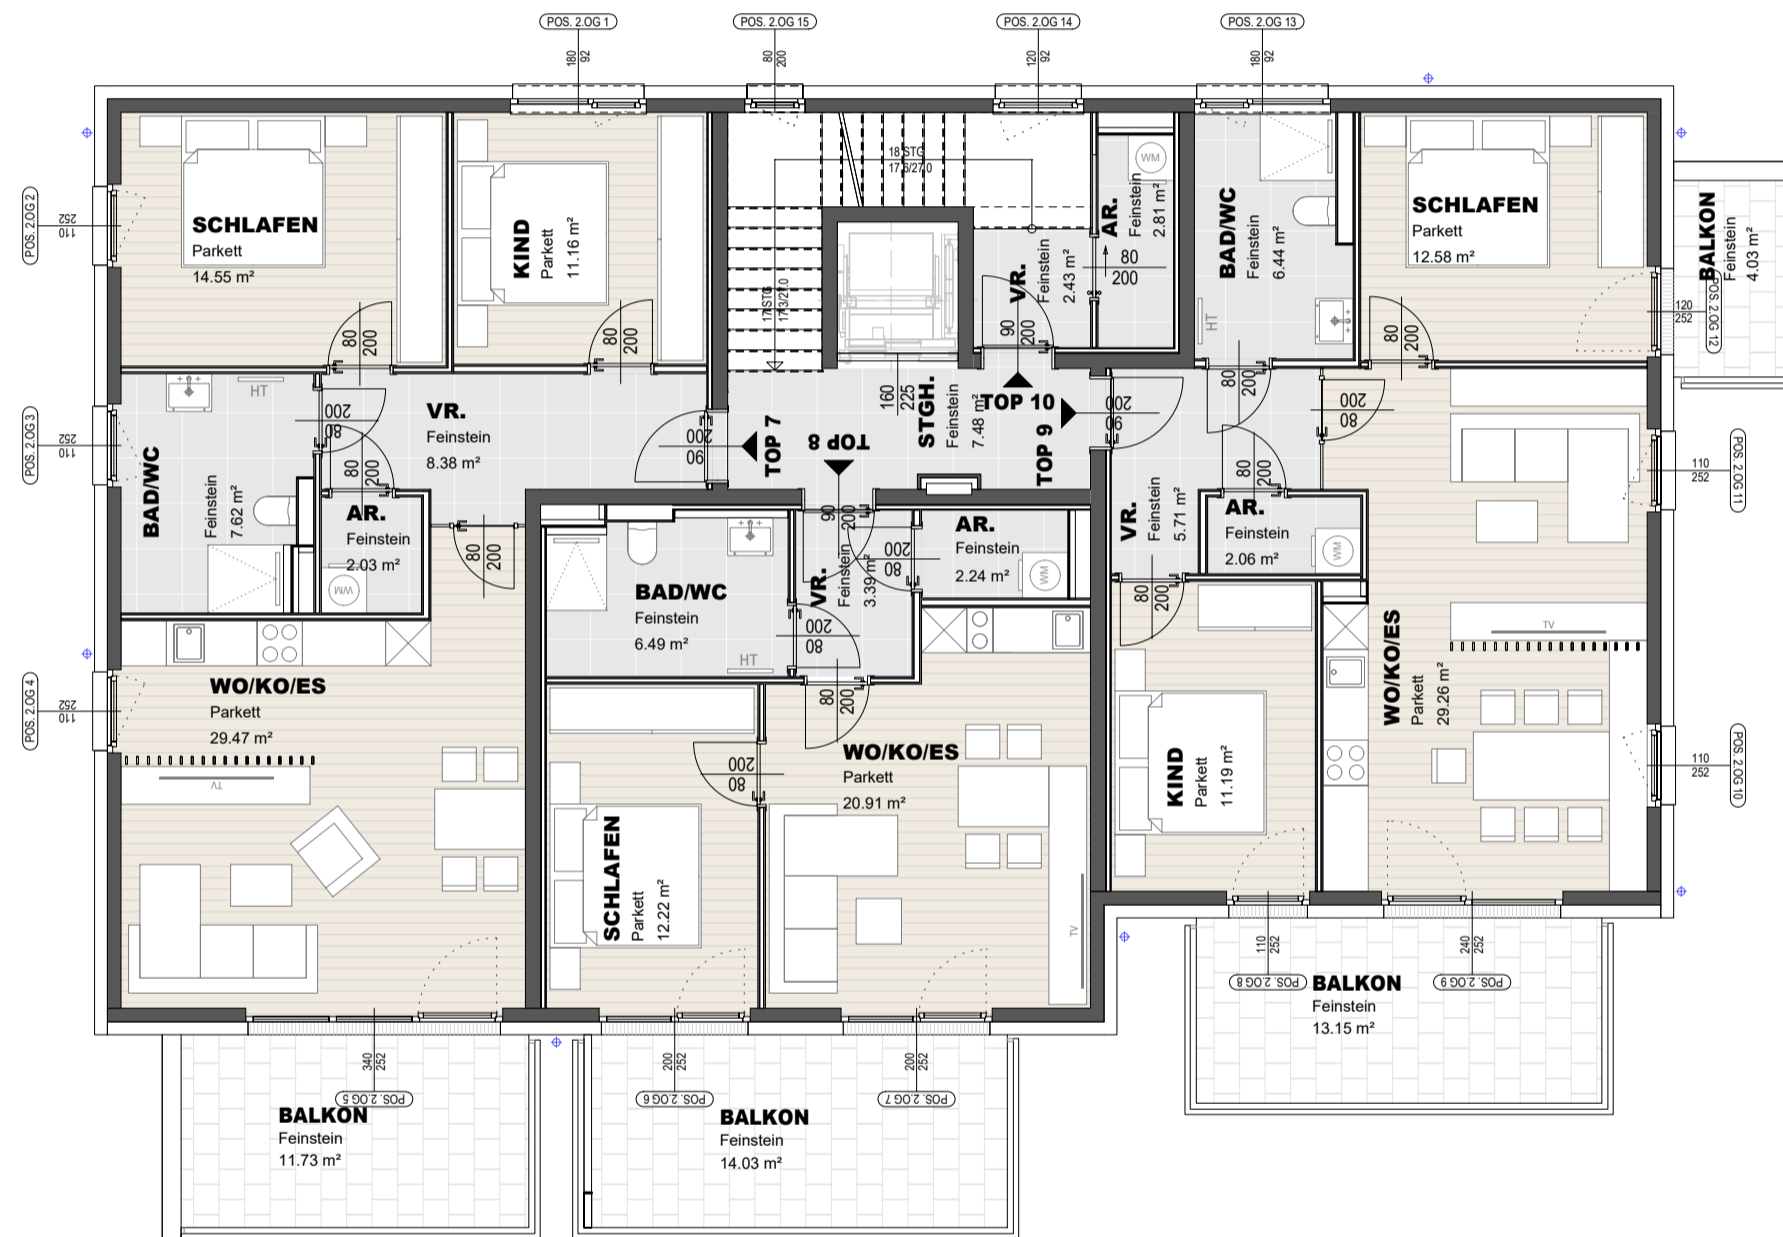 POS. 2.OG 1
POS. 2.OG 15
POS. 2.OG 14
POS. 2.OG 13
180
92
80
200
120
92
180
92
POS. 2.OG 2
252
110
SCHLAFEN
Parkett
14.55 m²
KIND
Parkett
11.16 m²
18 STG
17.6/27.0
17 STG
17.3/27.0
VR.
Feinstein
2.43 m²
AR.
Feinstein
2.81 m²
WM
80
200
BAD/WC
Feinstein
6.44 m²
HT
SCHLAFEN
Parkett
12.58 m²
BALKON
Feinstein
4.03 m²
120
252
POS. 2.OG 12
80
200
80
200
90
200
80
200
80
200
POS. 2.OG 3
252
110
BAD/WC
Feinstein
7.62 m²
HT
200
80
80
200
VR.
Feinstein
8.38 m²
200
90
TOP 7
TOP 8
160
225
STGH.
Feinstein
7.48 m²
TOP 10
TOP 9
200
90
200
80
110
252
POS. 2.OG 11
AR.
Feinstein
2.03 m²
WM
80
200
90
200
VR.
Feinstein
3.39 m²
200
80
AR.
Feinstein
2.24 m²
WM
VR.
Feinstein
5.71 m²
80
200
AR.
Feinstein
2.06 m²
WM
BAD/WC
Feinstein
6.49 m²
HT
200
80
80
200
80
200
TV
POS. 2.OG 4
252
110
WO/KO/ES
Parkett
29.47 m²
TV
200
80
WO/KO/ES
Parkett
20.91 m²
TV
SCHLAFEN
Parkett
12.22 m²
KIND
Parkett
11.19 m²
WO/KO/ES
Parkett
29.26 m²
110
252
POS. 2.OG 10
110
252
POS. 2.OG 8
240
252
POS. 2.OG 9
BALKON
Feinstein
13.15 m²
340
252
POS. 2.OG 5
200
252
POS. 2.OG 6
200
252
POS. 2.OG 7
BALKON
Feinstein
11.73 m²
BALKON
Feinstein
14.03 m²